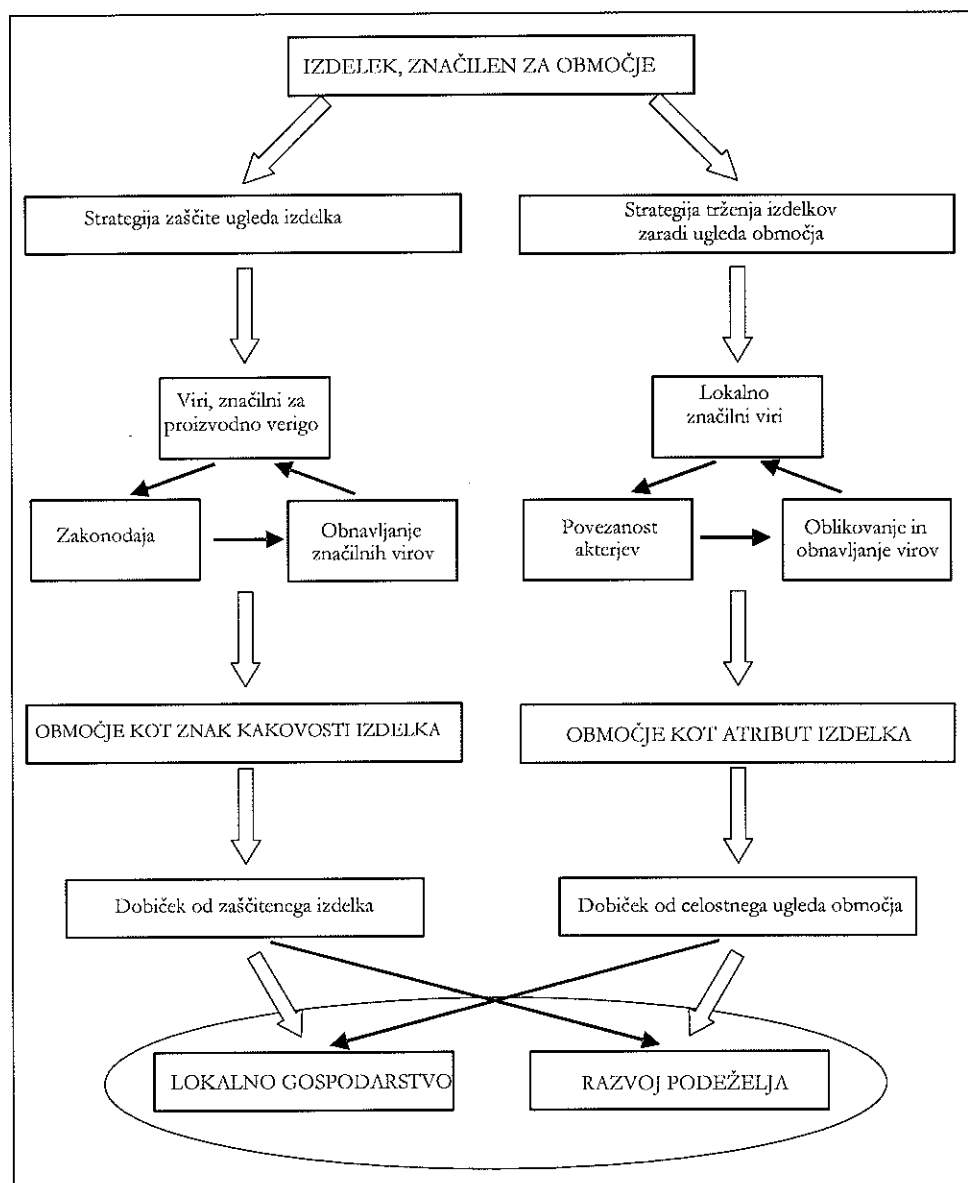 IZDELEK, ZNAČILEN ZA OBMOČJE
Strategija zaščite ugleda izdelka
Strategija trženja izdelkov
zaradi ugleda območja
Viri, značilni za
proizvodno verigo
Lokalno
značilni viri
Zakonodaja
Obnavljanje
značilnih virov
Povezanost
akterjev
Oblikovanje in
obnavljanje virov
OBMOČJE KOT ZNAK KAKOVOSTI IZDELKA
OBMOČJE KOT ATRIBUT IZDELKA
Dobiček od zaščitenega izdelka
Dobiček od celostnega ugleda območja
LOKALNO GOSPODARSTVO
RAZVOJ PODEŽELJA